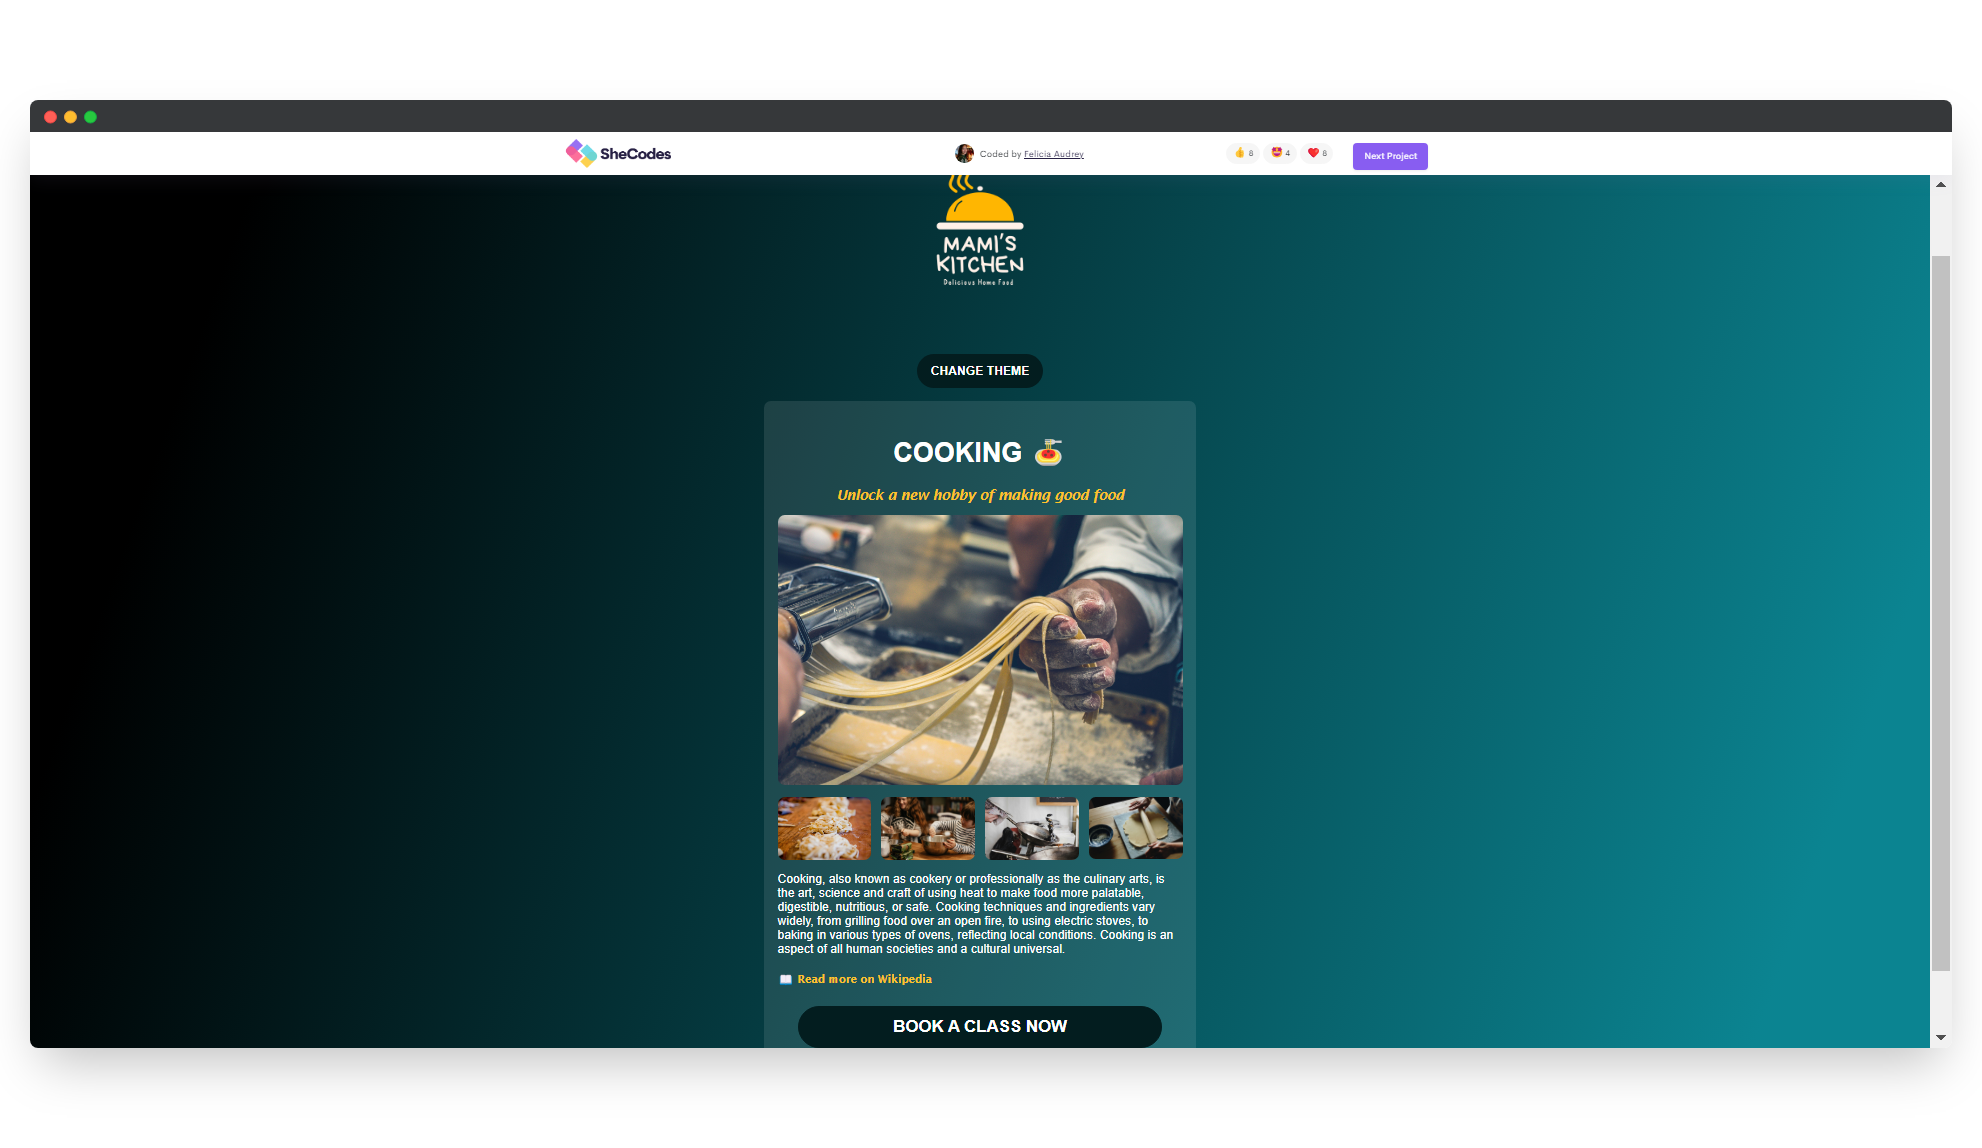 SheCodes
Coded by Felicia Audrey
8
4
8
Next Project
MAMI'S
KITCHEN
Delicious Home Food
CHANGE THEME
COOKING
Unlock a new hobby of making good food
Cooking, also known as cookery or professionally as the culinary arts, is
the art, science and craft of using heat to make food more palatable,
digestible, nutritious, or safe. Cooking techniques and ingredients vary
widely, from grilling food over an open fire, to using electric stoves, to
baking in various types of ovens, reflecting local conditions. Cooking is an
aspect of all human societies and a cultural universal.
Read more on Wikipedia
BOOK A CLASS NOW